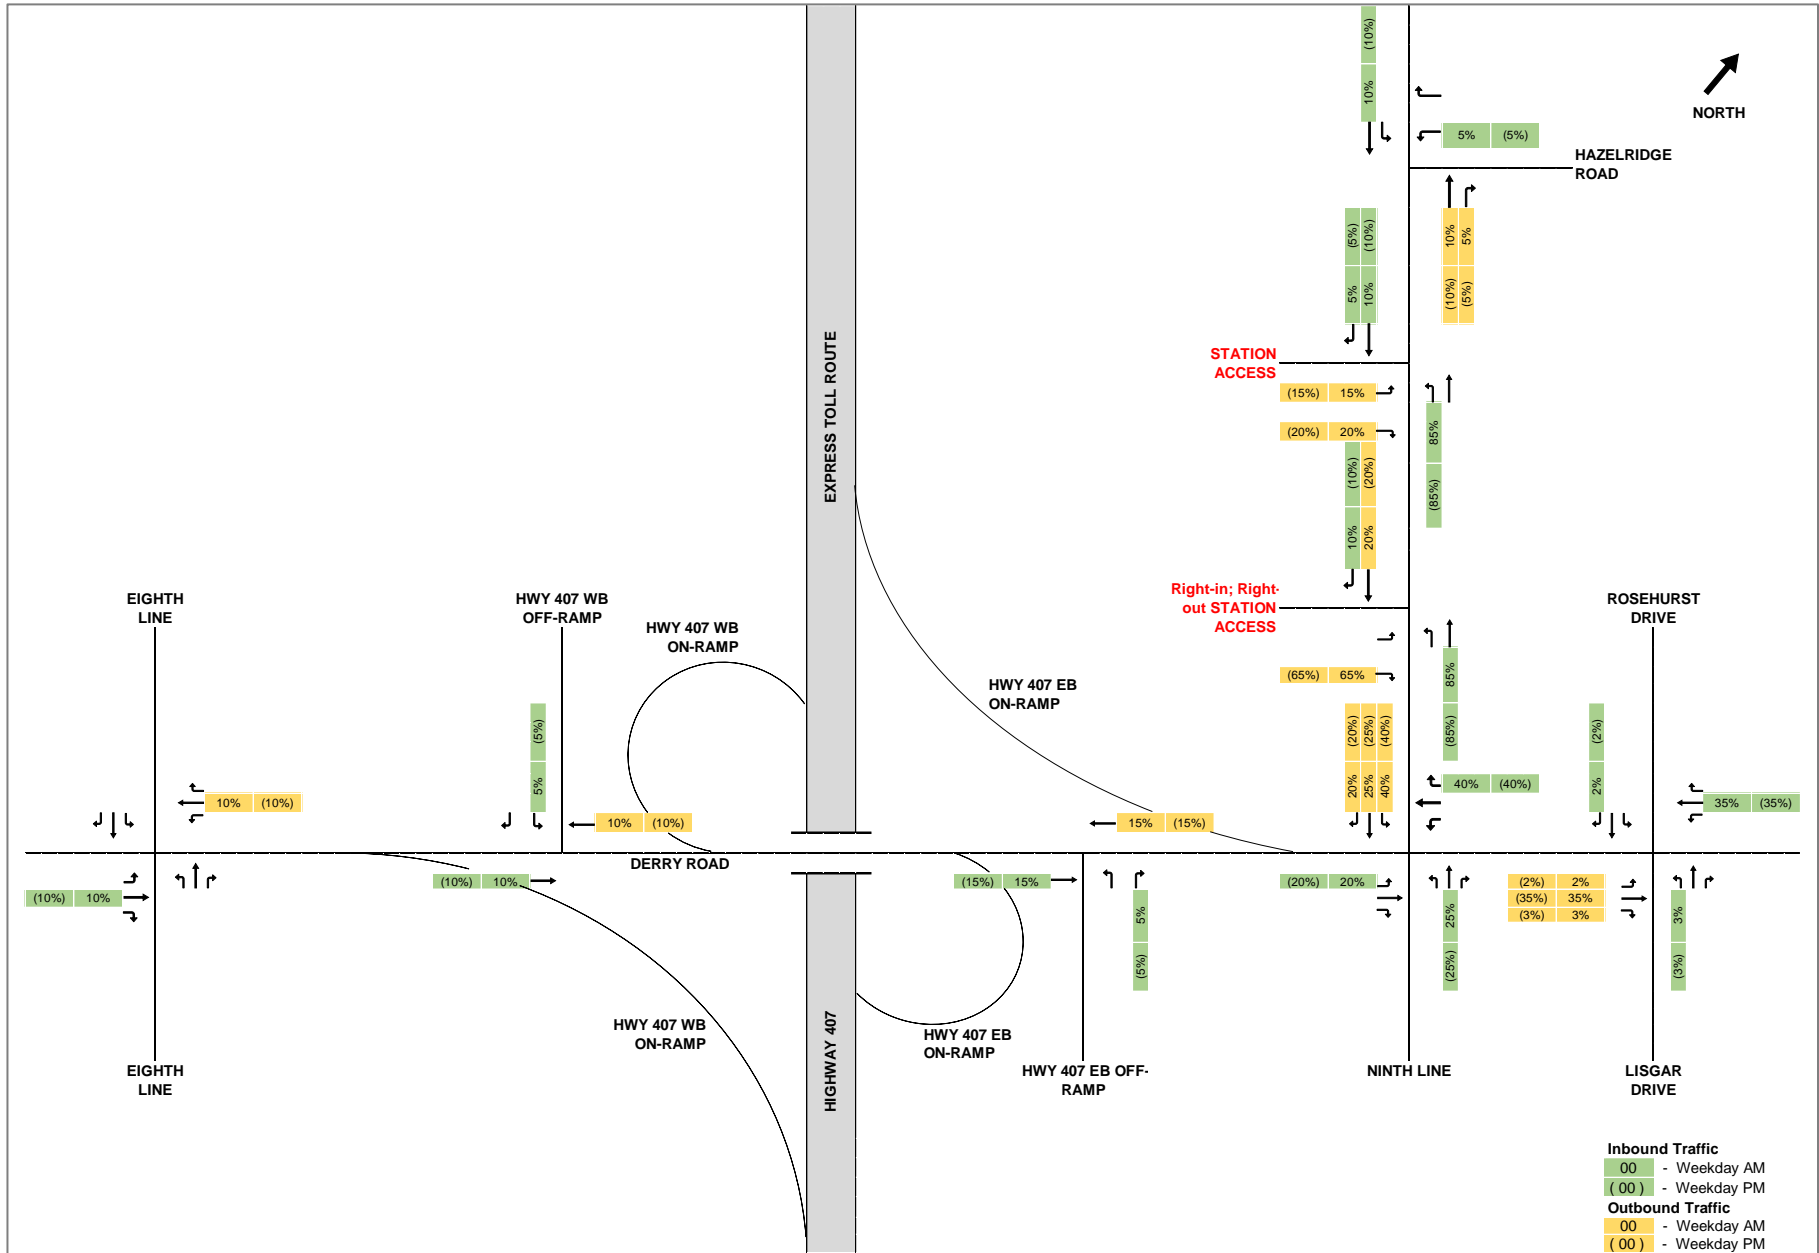 (10%)
10%
NORTH
5% (5%)
HAZELRIDGE
ROAD
(5%) (10%)
5% 10%
10% 5%
(10%) (5%)
EXPRESS TOLL ROUTE
STATION
ACCESS
(15%) 15%
(20%) 20%
85%
(85%)
(10%) (20%)
10% 20%
EIGHTH
LINE
HWY 407 WB
OFF-RAMP
HWY 407 WB
ON-RAMP
HWY 407 EB
ON-RAMP
Right-in; Right-
out STATION
ACCESS
ROSEHURST
DRIVE
(65%) 65%
85%
(85%)
(5%)
5%
(20%) (25%) (40%)
20% 25% 40%
40% (40%)
(2%)
2%
35% (35%)
10% (10%)
10% (10%)
15% (15%)
DERRY ROAD
(10%) 10%
(10%) 10%
(15%) 15%
5%
(5%)
(20%) 20%
25%
(25%)
(2%) 2%
(35%) 35%
(3%) 3%
3%
(3%)
HIGHWAY 407
HWY 407 WB
ON-RAMP
HWY 407 EB
ON-RAMP
EIGHTH
LINE
HWY 407 EB OFF-
RAMP
NINTH LINE
LISGAR
DRIVE
Inbound Traffic
00 - Weekday AM
( 00 ) - Weekday PM
Outbound Traffic
00 - Weekday AM
( 00 ) - Weekday PM